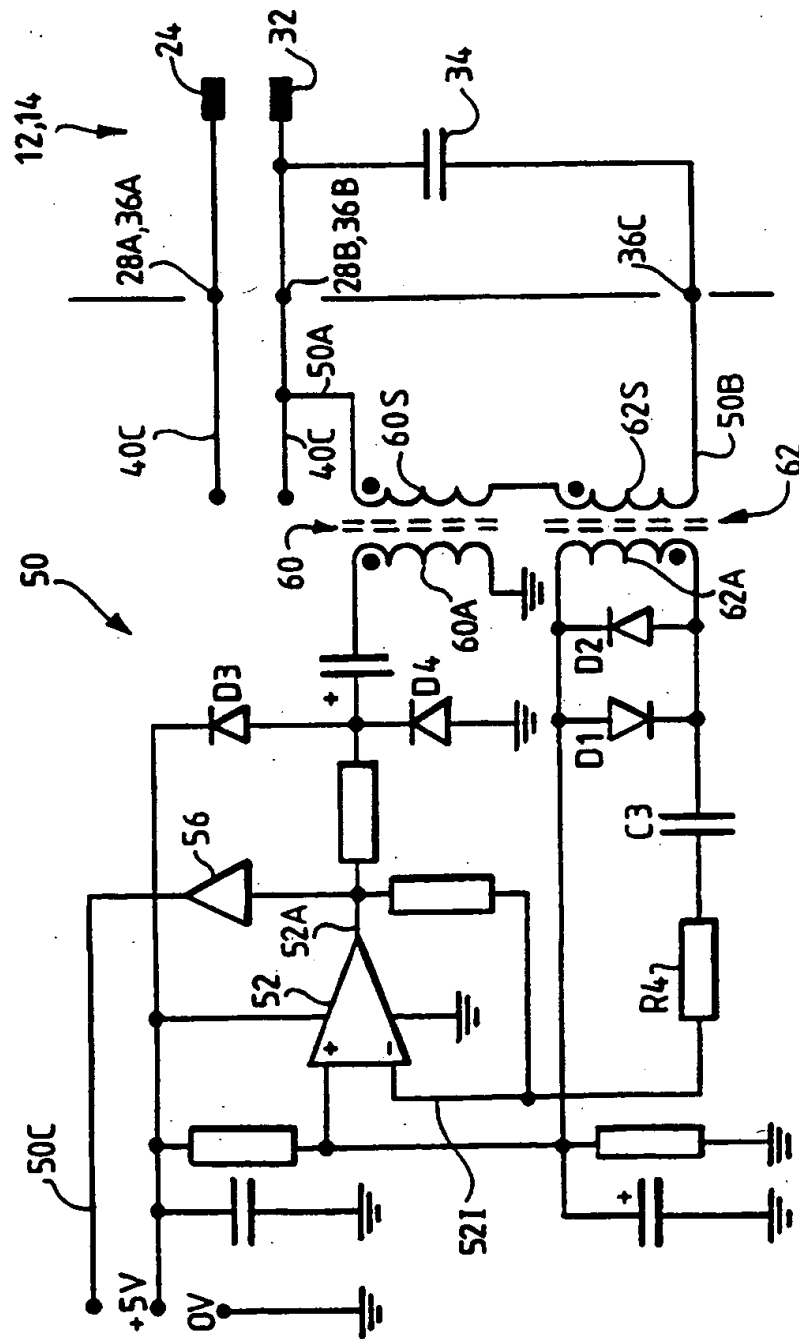 12,14
24
32
34
28A,36A
28B,36B
36C
40C
40C
50A
50B
50
60
60S
62S
62
60A
62A
D3
D4
D2
D1
C3
R4
56
52A
52
+
-
+
+
52I
50C
+5V
0V